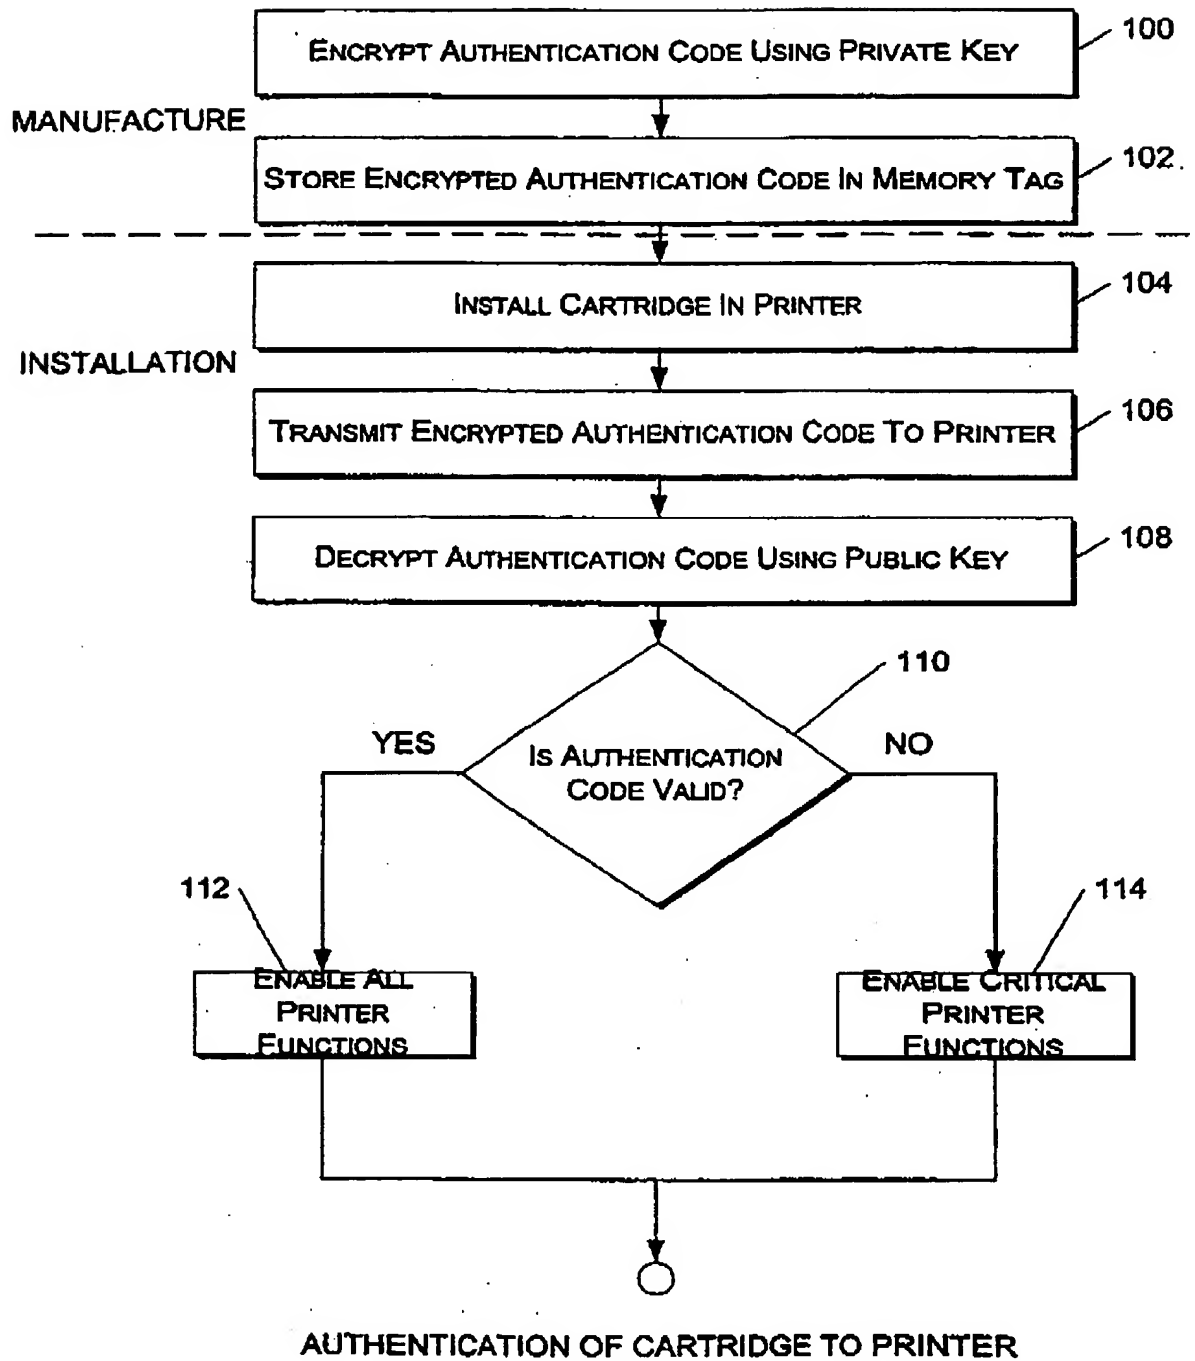 ENCRYPT AUTHENTICATION CODE USING PRIVATE KEY
100
MANUFACTURE
STORE ENCRYPTED AUTHENTICATION CODE IN MEMORY TAG
102
INSTALL CARTRIDGE IN PRINTER
104
INSTALLATION
TRANSMIT ENCRYPTED AUTHENTICATION CODE TO PRINTER
106
DECRYPT AUTHENTICATION CODE USING PUBLIC KEY
108
110
YES
IS AUTHENTICATION
CODE VALID?
NO
112
ENABLE ALL
PRINTER
FUNCTIONS
114
ENABLE CRITICAL
PRINTER
FUNCTIONS
AUTHENTICATION OF CARTRIDGE TO PRINTER